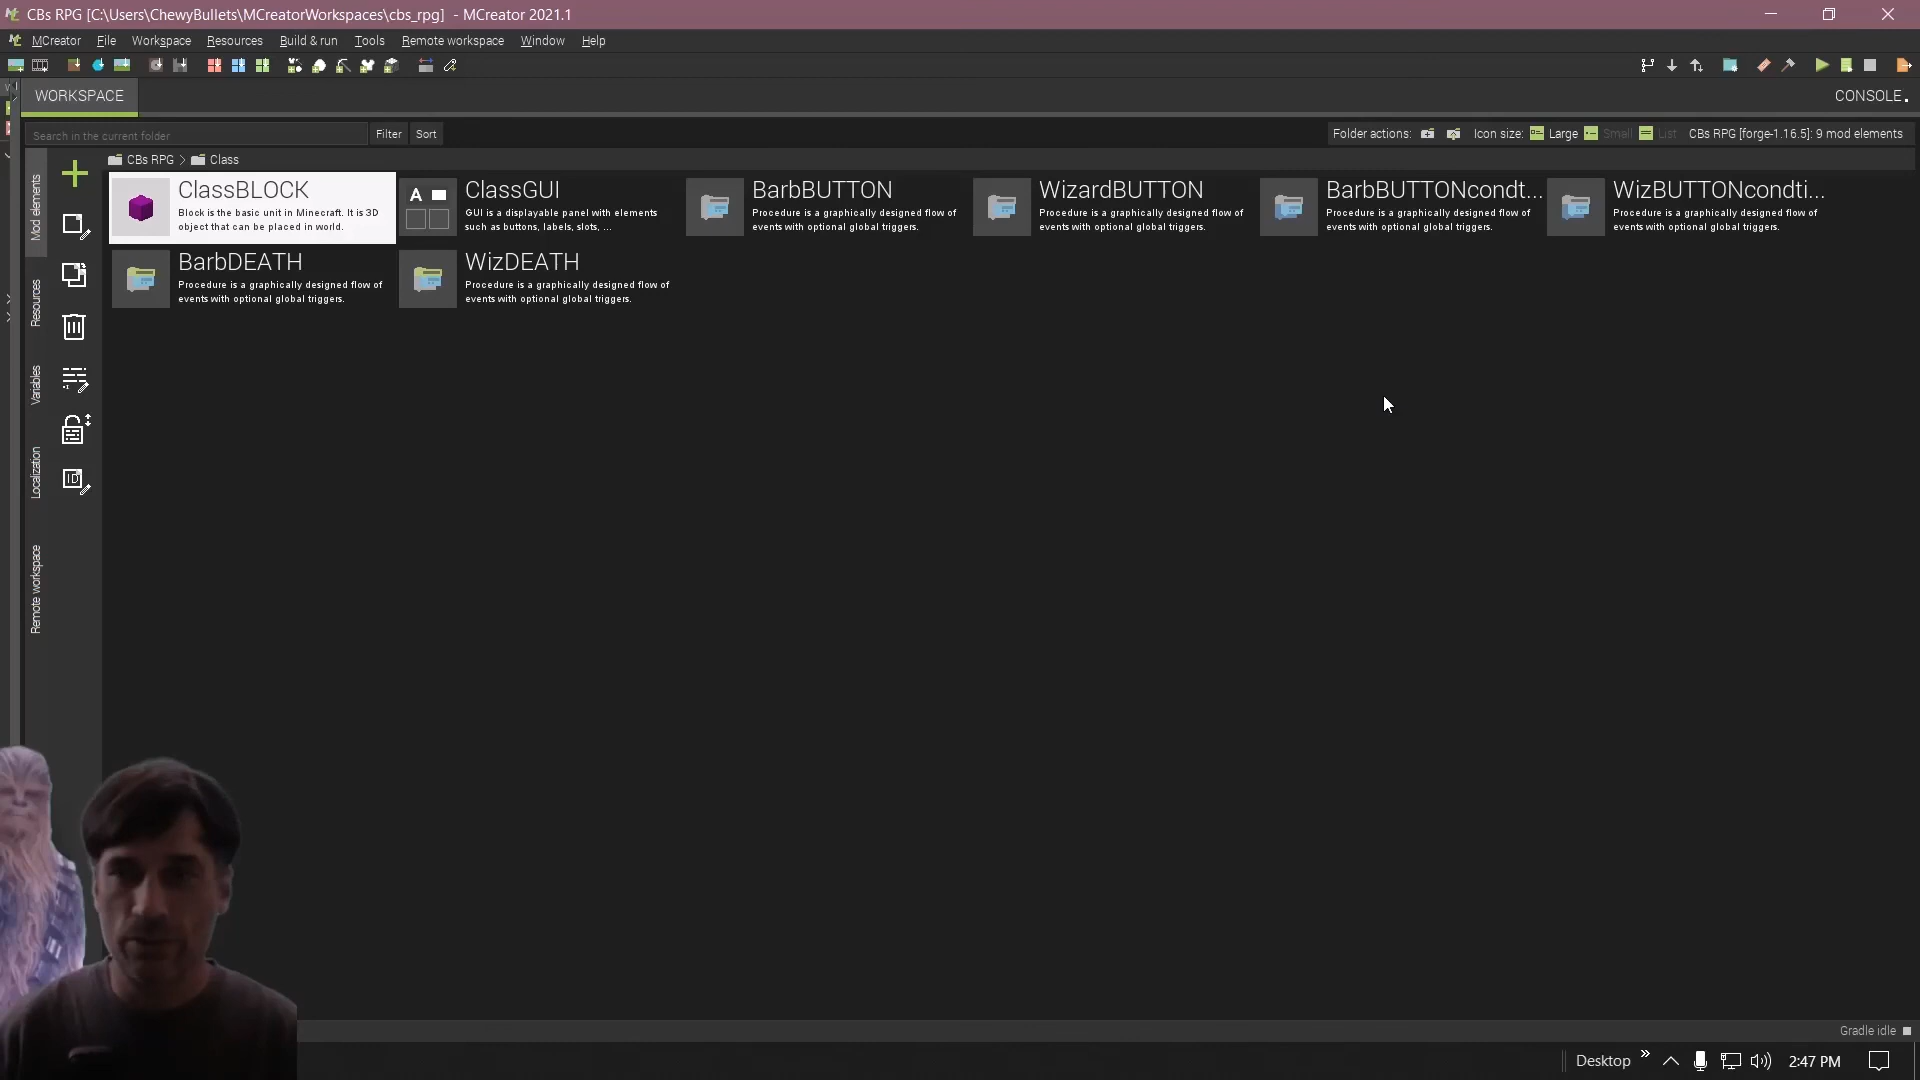 CBs RPG [C:\Users\ChewyBullets\MCreatorWorkspaces\cbs_rpg] - MCreator 2021.1
MCreator File Workspace Resources Build & run Tools Remote workspace Window Help
WORKSPACE
CONSOLE
Search in the current folder
Filter
Sort
Folder actions:
Icon size:
Large
Small
List
CBs RPG [forge-1.16.5]: 9 mod elements
CBs RPG > Class
Mod elements
Resources
Variables
Localization
Remote workspace
ClassBLOCK
Block is the basic unit in Minecraft. It is 3D
object that can be placed in world.
A
ClassGUI
GUI is a displayable panel with elements
such as buttons, labels, slots, ...
BarbBUTTON
Procedure is a graphically designed flow of
events with optional global triggers.
WizardBUTTON
Procedure is a graphically designed flow of
events with optional global triggers.
BarbBUTTONcondt...
Procedure is a graphically designed flow of
events with optional global triggers.
WizBUTTONcondti...
Procedure is a graphically designed flow of
events with optional global triggers.
BarbDEATH
Procedure is a graphically designed flow of
events with optional global triggers.
WizDEATH
Procedure is a graphically designed flow of
events with optional global triggers.
ID
Gradle idle
Desktop
2:47 PM